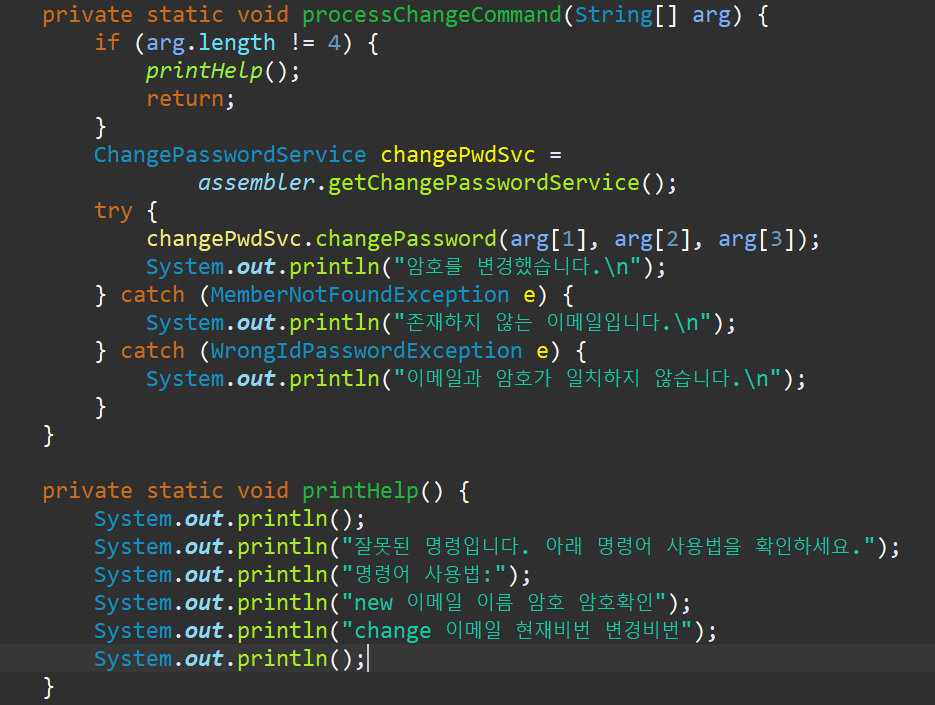 private static void processChangeCommand(String[] arg) {
if (arg.length != 4) {
printHelp();
return;
}
ChangePasswordService changePwdSvc =
assembler.getChangePasswordService();
try {
changePwdSvc.changePassword(arg[1], arg[2], arg[3]);
System.out.println("암호를 변경했습니다.\n");
} catch (MemberNotFoundException e) {
System.out.println("존재하지 않는 이메일입니다.\n");
} catch (WrongIdPasswordException e) {
System.out.println("이메일과 암호가 일치하지 않습니다.\n");
}
}
private static void printHelp() {
System.out.println();
System.out.println("잘못된 명령입니다. 아래 명령어 사용법을 확인하세요.");
System.out.println("명령어 사용법:");
System.out.println("new 이메일 이름 암호 암호확인");
System.out.println("change 이메일 현재비번 변경비번");
System.out.println();
}